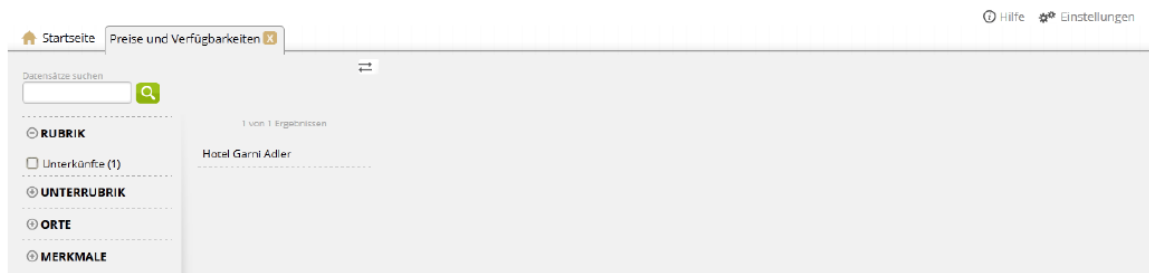 Hilfe Einstellungen
Startseite Preise und Verfügbarkeiten x
Datensätze suchen
1 von 1 Ergebnissen
RUBRIK
Hotel Garni Adler
Unterkünfte (1)
UNTERRUBRIK
ORTE
MERKMALE